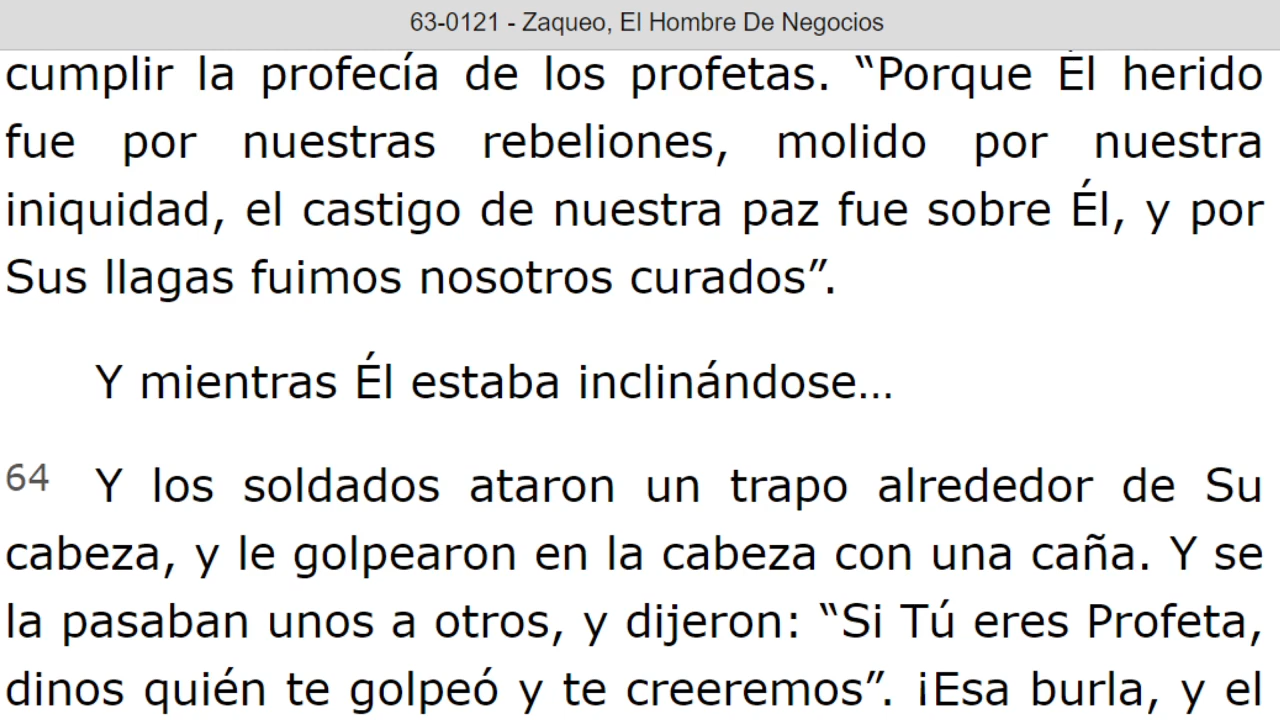 63-0121 - Zaqueo, El Hombre De Negocios
cumplir la profecía de los profetas. “Porque Él herido
fue por nuestras rebeliones, molido por nuestra
iniquidad, el castigo de nuestra paz fue sobre Él, y por
Sus llagas fuimos nosotros curados”.
Y mientras Él estaba inclinándose…
64 Y los soldados ataron un trapo alrededor de Su
cabeza, y le golpearon en la cabeza con una caña. Y se
la pasaban unos a otros, y dijeron: “Si Tú eres Profeta,
dinos quién te golpeó y te creeremos”. ¡Esa burla, y el